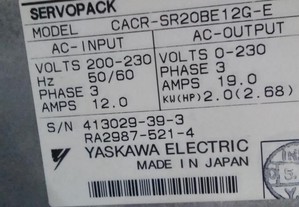 SERVOPACK
MODEL CACR-SR20BE12G-E
AC-INPUT AC-OUTPUT
VOLTS 200-230 VOLTS 0-230
Hz 50/60 PHASE 3
PHASE 3 AMPS 19.0
AMPS 12.0 KW(HP) 2.0(2.68)
S/N 413029-39-3
RA2987-521-4
YASKAWA ELECTRIC
MADE IN JAPAN